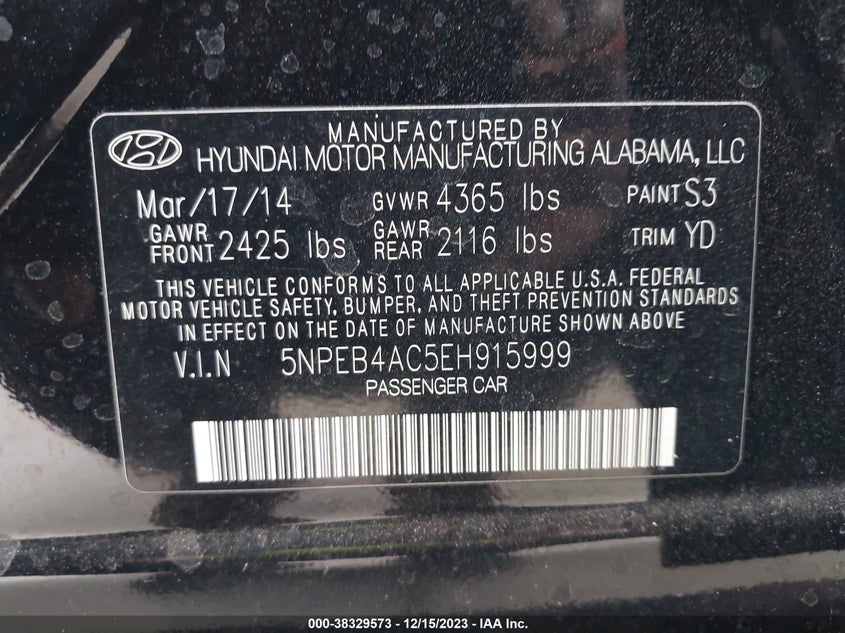 MANUFACTURED BY
HYUNDAI MOTOR MANUFACTURING ALABAMA, LLC
Mar/17/14 GVWR 4365 lbs PAINT S3
GAWR FRONT 2425 lbs GAWR REAR 2116 lbs TRIM YD
THIS VEHICLE CONFORMS TO ALL APPLICABLE U.S.A. FEDERAL
MOTOR VEHICLE SAFETY, BUMPER, AND THEFT PREVENTION STANDARDS
IN EFFECT ON THE DATE OF MANUFACTURE SHOWN ABOVE
V.I.N 5NPEB4AC5EH915999
PASSENGER CAR
000-38329573 - 12/15/2023 - IAA Inc.